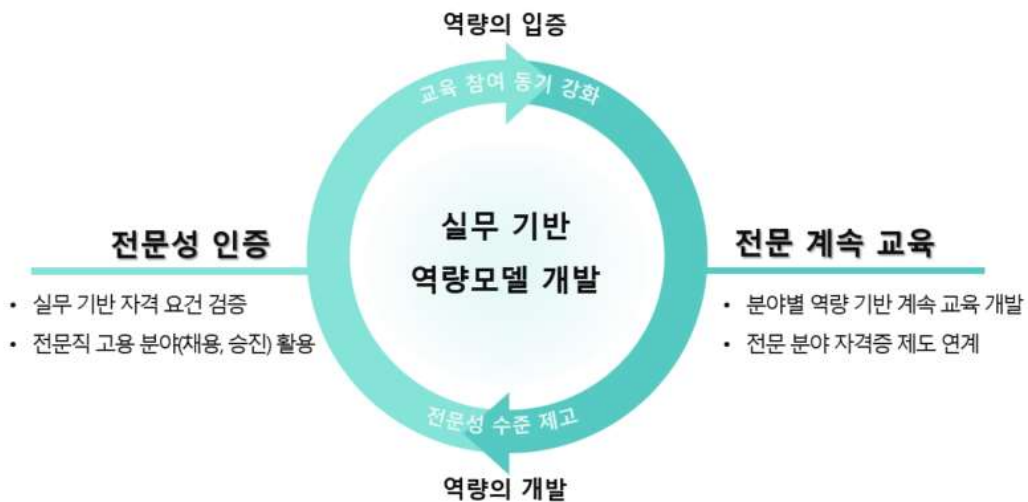 역량의 입증
교육 참여 동기 강화
실무 기반
역량모델 개발
전문성 인증
• 실무 기반 자격 요건 검증
• 전문직 고용 분야(채용, 승진) 활용
전문 계속 교육
• 분야별 역량 기반 계속 교육 개발
• 전문 분야 자격증 제도 연계
전문성 수준 제고
역량의 개발